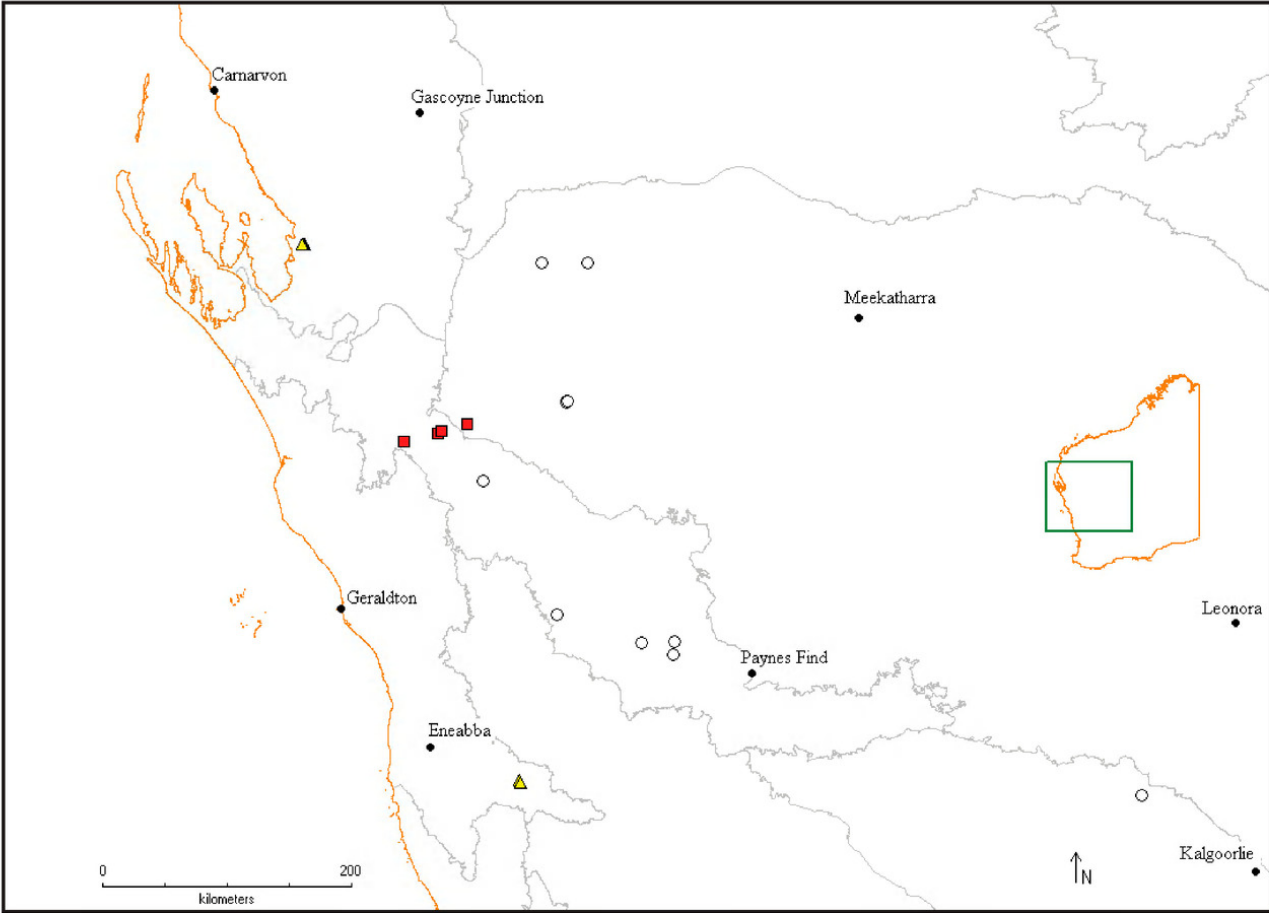 Carnarvon
Gascoyne Junction
Meekatharra
Geraldton
Leonora
Paynes Find
Eneabba
Kalgoorlie
0 200
kilometers
N